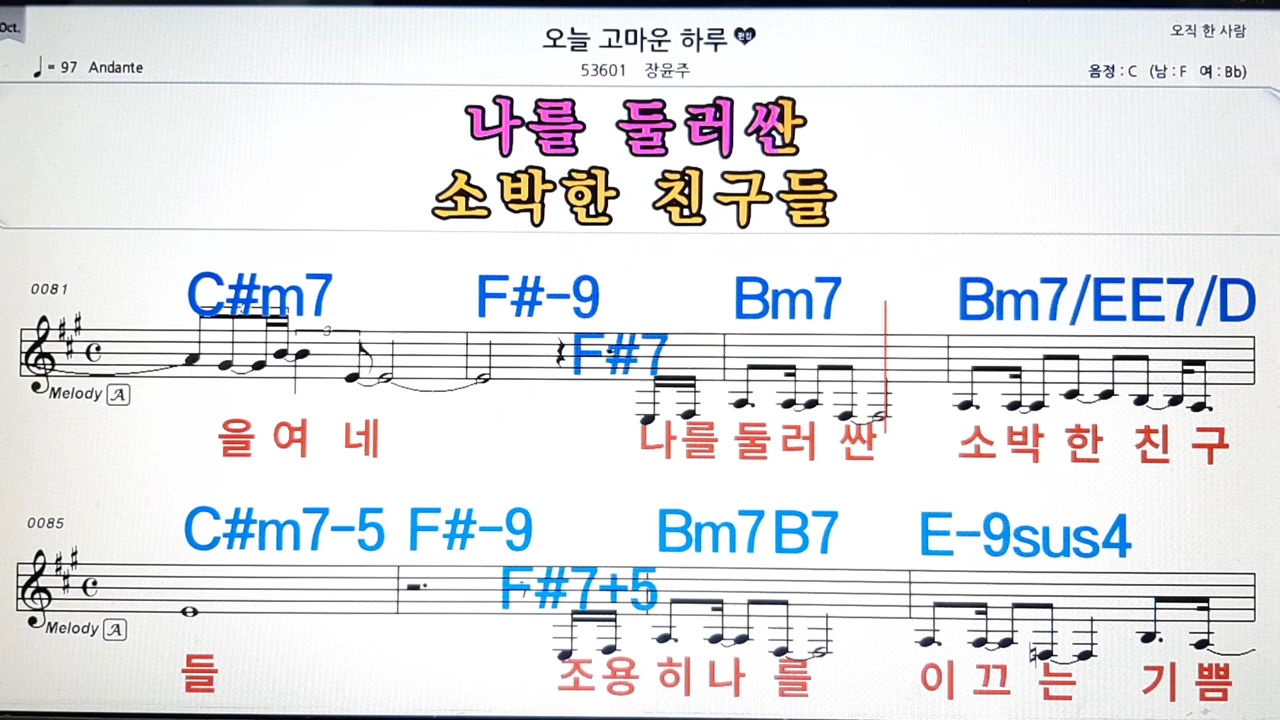 Oct.
오늘 고마운 하루 편집
오직 한 사람
♩= 97 Andante
53601 장윤주
음정 : C (남 : F 여 : Bb)
나를 둘러싼
소박한 친구들
0081
C#m7 F#-9 Bm7 Bm7/E E7/D
3
F#7
Melody A
을 여 네 나를 둘러 싼 소박 한 친 구
0085
C#m7-5 F#-9 Bm7 B7 E-9sus4
F#7+5
Melody A
들 조용 히나 를 이 끄 는 기 쁨